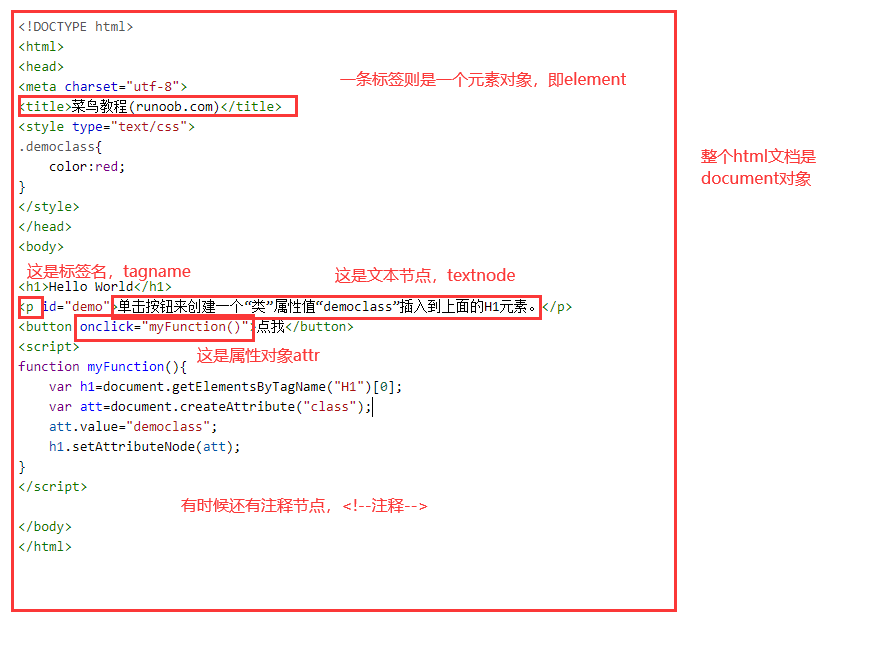 <!DOCTYPE html>
<html>
<head>
<meta charset="utf-8">
一条标签则是一个元素对象，即element
<title>菜鸟教程(runoob.com)</title>
<style type="text/css">
.democlass{
    color:red;
}
整个html文档是
document对象
</style>
</head>
<body>
这是标签名，tagname
这是文本节点，textnode
<h1>Hello World</h1>
<p id="demo">单击按钮来创建一个“类”属性值“democlass”插入到上面的H1元素。</p>
<button onclick="myFunction()">点我</button>
<script>
这是属性对象attr
function myFunction(){
    var h1=document.getElementsByTagName("H1")[0];
    var att=document.createAttribute("class");
    att.value="democlass";
    h1.setAttributeNode(att);
}
</script>
有时候还有注释节点，<!--注释-->
</body>
</html>